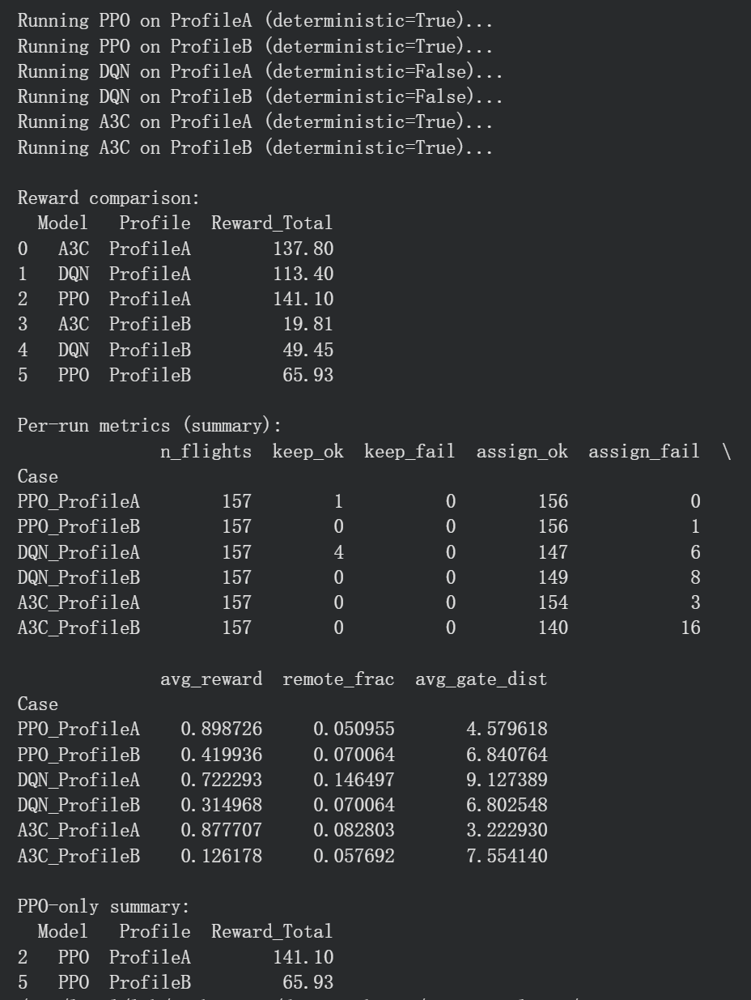 Running PPO on ProfileA (deterministic=True)...
Running PPO on ProfileB (deterministic=True)...
Running DQN on ProfileA (deterministic=False)...
Running DQN on ProfileB (deterministic=False)...
Running A3C on ProfileA (deterministic=True)...
Running A3C on ProfileB (deterministic=True)...

Reward comparison:
  Model   Profile  Reward_Total
0   A3C  ProfileA        137.80
1   DQN  ProfileA        113.40
2   PPO  ProfileA        141.10
3   A3C  ProfileB         19.81
4   DQN  ProfileB         49.45
5   PPO  ProfileB         65.93

Per-run metrics (summary):
              n_flights  keep_ok  keep_fail  assign_ok  assign_fail  \
Case
PPO_ProfileA        157        1          0        156            0
PPO_ProfileB        157        0          0        156            1
DQN_ProfileA        157        4          0        147            6
DQN_ProfileB        157        0          0        149            8
A3C_ProfileA        157        0          0        154            3
A3C_ProfileB        157        0          0        140           16

              avg_reward  remote_frac  avg_gate_dist
Case
PPO_ProfileA    0.898726     0.050955       4.579618
PPO_ProfileB    0.419936     0.070064       6.840764
DQN_ProfileA    0.722293     0.146497       9.127389
DQN_ProfileB    0.314968     0.070064       6.802548
A3C_ProfileA    0.877707     0.082803       3.222930
A3C_ProfileB    0.126178     0.057692       7.554140

PPO-only summary:
  Model   Profile  Reward_Total
2   PPO  ProfileA        141.10
5   PPO  ProfileB         65.93